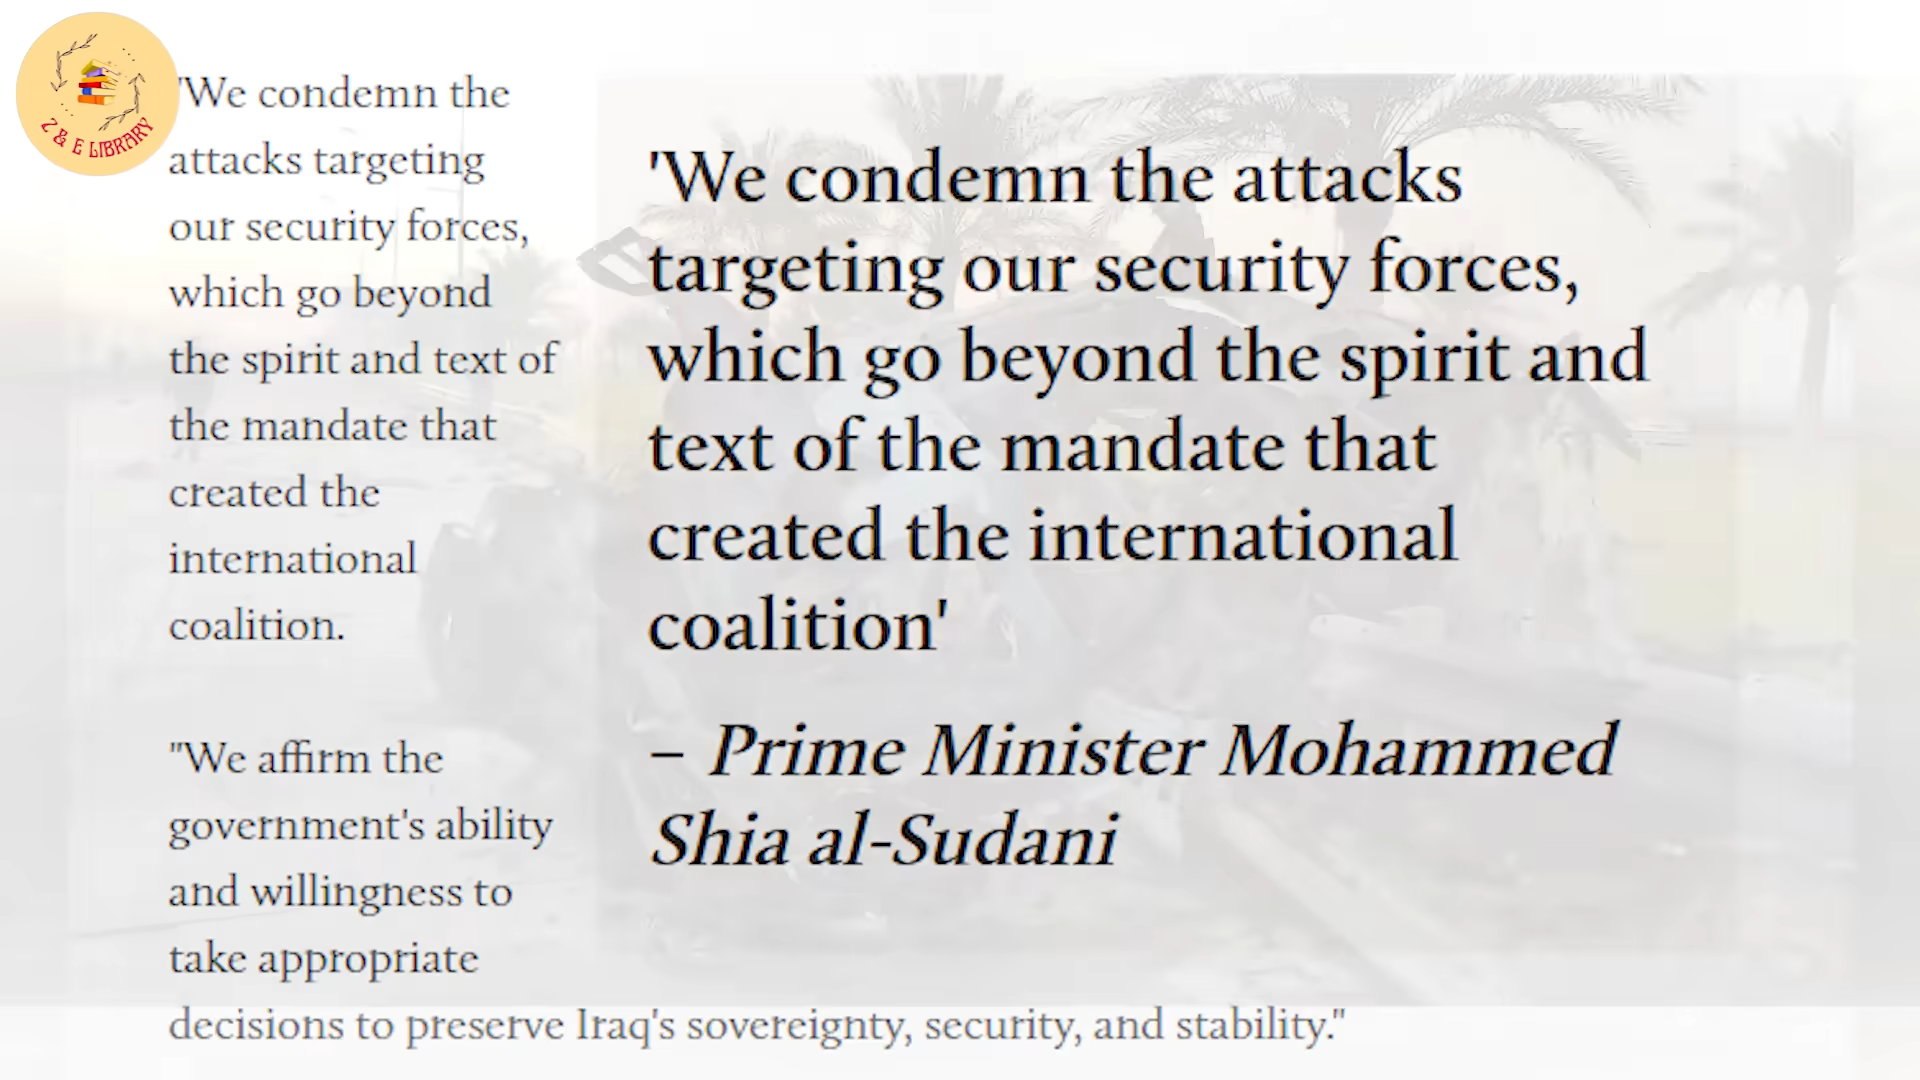 Z & E LIBRARY
"We condemn the
attacks targeting
our security forces,
which go beyond
the spirit and text of
the mandate that
created the
international
coalition.
"We affirm the
government's ability
and willingness to
take appropriate
decisions to preserve Iraq's sovereignty, security, and stability."
'We condemn the attacks
targeting our security forces,
which go beyond the spirit and
text of the mandate that
created the international
coalition'
– Prime Minister Mohammed
Shia al-Sudani